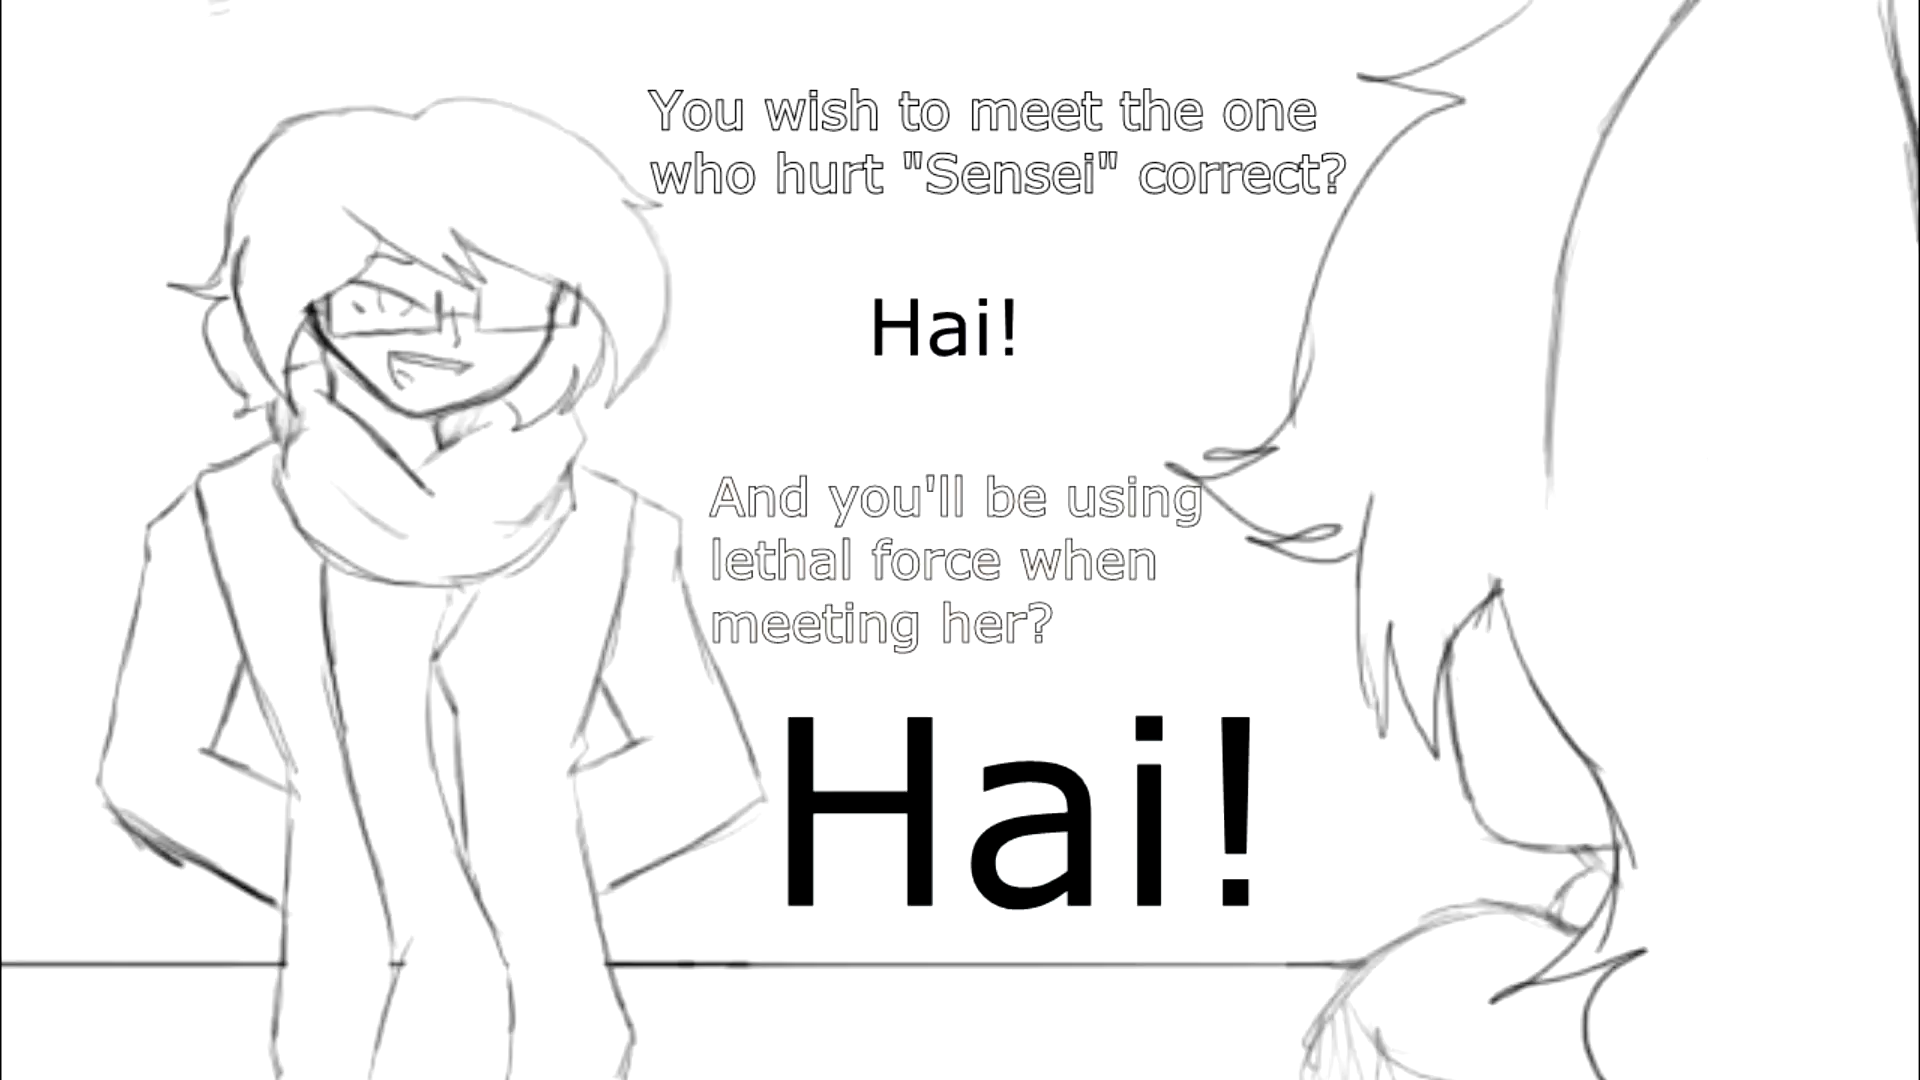 You wish to meet the one
who hurt "Sensei" correct?
Hai!
And you'll be using
lethal force when
meeting her?
Hai!